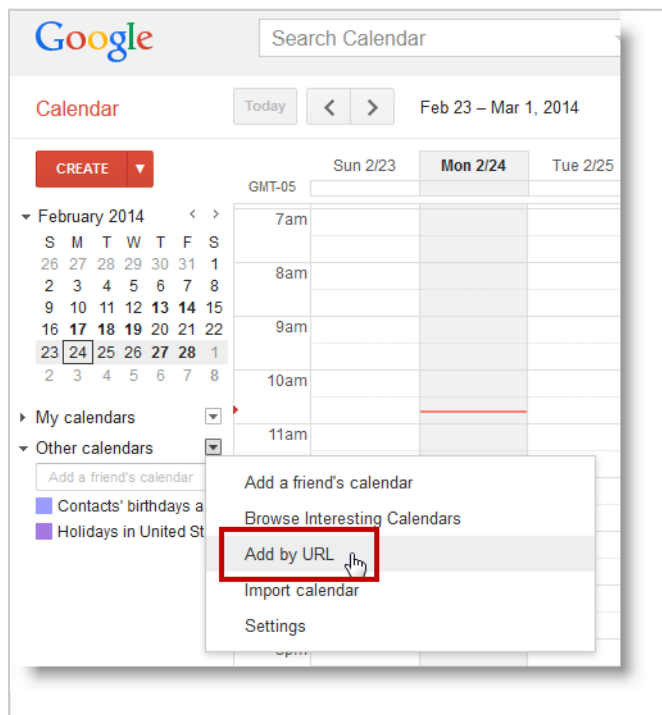 Google
Search Calendar
Calendar
Today
Feb 23 – Mar 1, 2014
CREATE
Sun 2/23 Mon 2/24 Tue 2/25
GMT-05
February 2014
S M T W T F S
26 27 28 29 30 31 1
2 3 4 5 6 7 8
9 10 11 12 13 14 15
16 17 18 19 20 21 22
23 24 25 26 27 28 1
2 3 4 5 6 7 8
7am
8am
9am
10am
11am
My calendars
Other calendars
Add a friend's calendar
Contacts' birthdays a
Holidays in United St
Add a friend's calendar
Browse Interesting Calendars
Add by URL
Import calendar
Settings